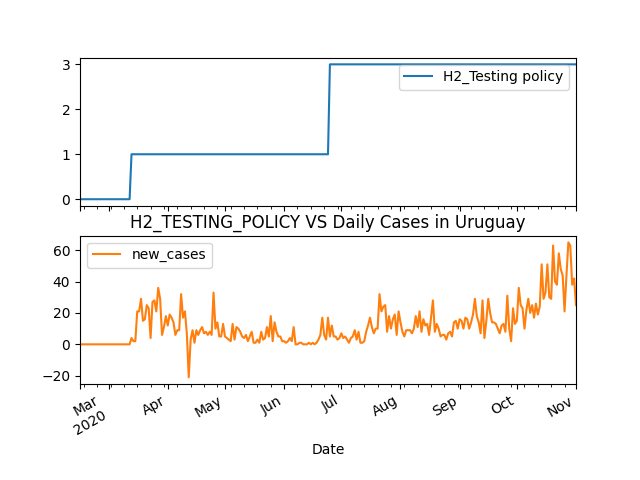 3
2
1
0
H2_Testing policy
H2_TESTING_POLICY VS Daily Cases in Uruguay
60
40
20
0
−20
new_cases
Mar
2020
Apr
May
Jun
Jul
Aug
Sep
Oct
Nov
Date